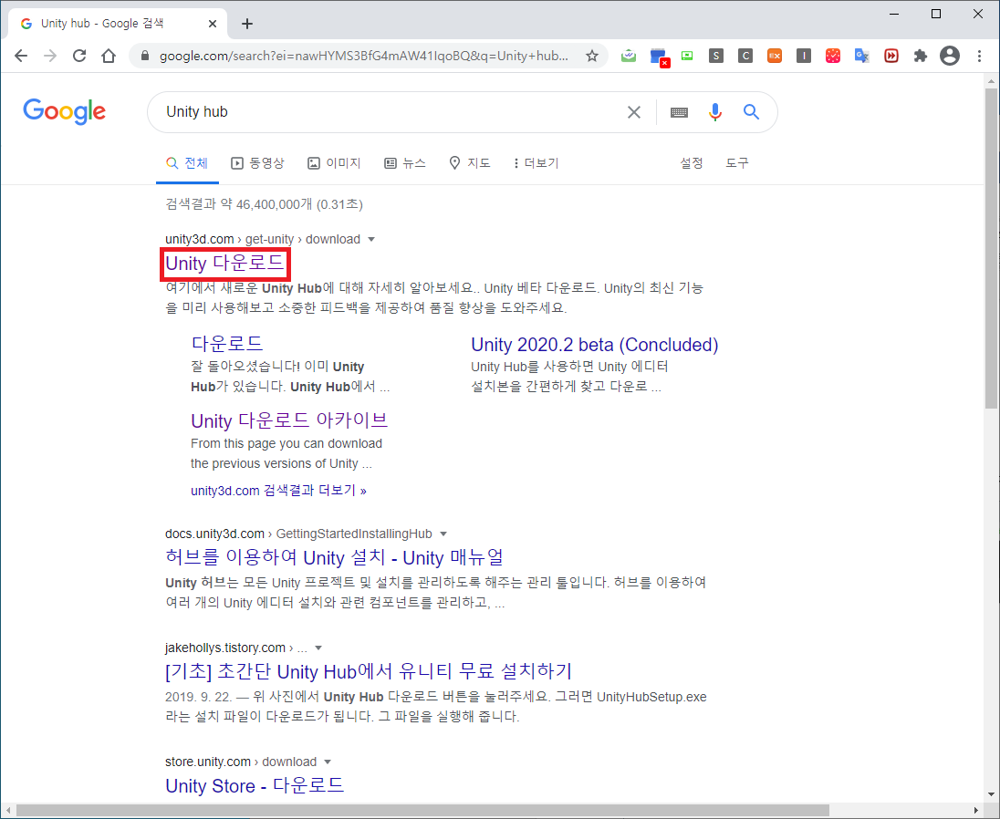 Unity hub - Google 검색
google.com/search?ei=nawHYMS3BfG4mAW41IqoBQ&q=Unity+hub...
S
C
I
Google
Unity hub
전체
동영상
이미지
뉴스
지도
더보기
설정
도구
검색결과 약 46,400,000개 (0.31초)
unity3d.com › get-unity › download
Unity 다운로드
여기에서 새로운 Unity Hub에 대해 자세히 알아보세요.. Unity 베타 다운로드. Unity의 최신 기능
을 미리 사용해보고 소중한 피드백을 제공하여 품질 향상을 도와주세요.
다운로드
잘 돌아오셨습니다! 이미 Unity
Hub가 있습니다. Unity Hub에서 ...
Unity 2020.2 beta (Concluded)
Unity Hub를 사용하면 Unity 에디터
설치본을 간편하게 찾고 다운로 ...
Unity 다운로드 아카이브
From this page you can download
the previous versions of Unity ...
unity3d.com 검색결과 더보기 »
docs.unity3d.com › GettingStartedInstallingHub
허브를 이용하여 Unity 설치 - Unity 매뉴얼
Unity 허브는 모든 Unity 프로젝트 및 설치를 관리하도록 해주는 관리 툴입니다. 허브를 이용하여
여러 개의 Unity 에디터 설치와 관련 컴포넌트를 관리하고, ...
jakehollys.tistory.com › ...
[기초] 초간단 Unity Hub에서 유니티 무료 설치하기
2019. 9. 22. — 위 사진에서 Unity Hub 다운로드 버튼을 눌러주세요. 그러면 UnityHubSetup.exe
라는 설치 파일이 다운로드가 됩니다. 그 파일을 실행해 줍니다.
store.unity.com › download
Unity Store - 다운로드